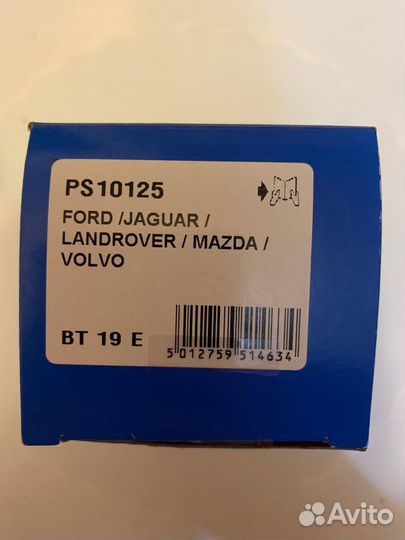 PS10125
FORD /JAGUAR /
LANDROVER / MAZDA /
VOLVO
BT 19 E
5 012759 514634
Avito